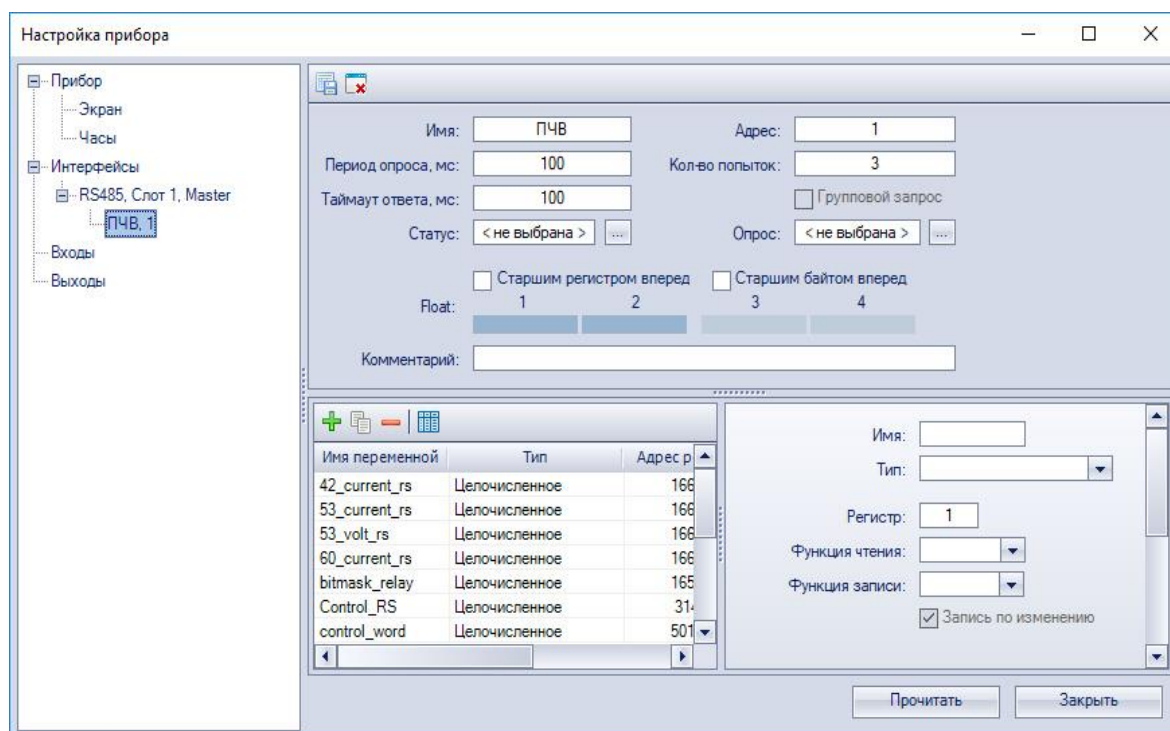 Настройка прибора
Прибор
Экран
Часы
Интерфейсы
RS485, Слот 1, Master
ПЧВ, 1
Входы
Выходы
Имя: ПЧВ Адрес: 1
Период опроса, мс: 100 Кол-во попыток: 3
Таймаут ответа, мс: 100 Групповой запрос
Статус: < не выбрана > ... Опрос: < не выбрана > ...
Старшим регистром вперед Старшим байтом вперед
Float: 1 2 3 4
Комментарий:
Имя переменной Тип Адрес р
42_current_rs Целочисленное 166
53_current_rs Целочисленное 166
53_volt_rs Целочисленное 166
60_current_rs Целочисленное 166
bitmask_relay Целочисленное 165
Control_RS Целочисленное 314
control_word Целочисленное 501
Имя:
Тип:
Регистр: 1
Функция чтения:
Функция записи:
Запись по изменению
Прочитать Закрыть